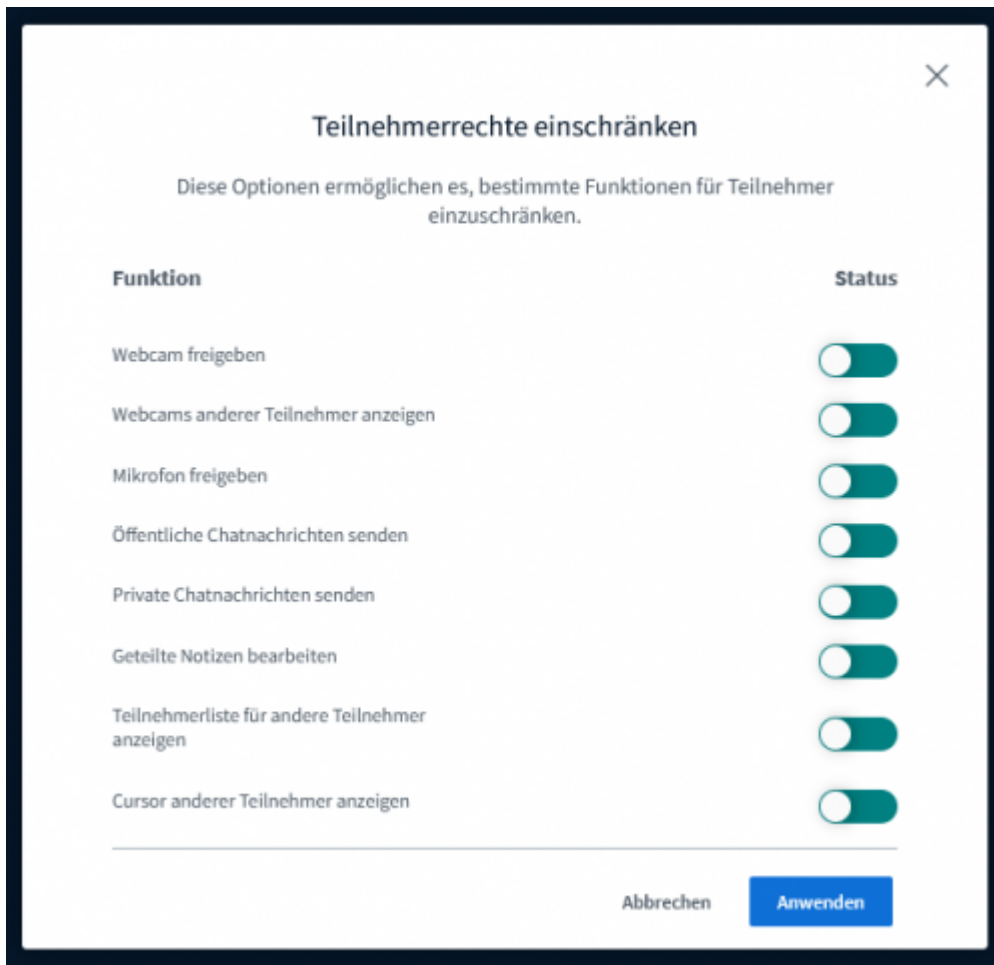 Teilnehmerrechte einschränken
Diese Optionen ermöglichen es, bestimmte Funktionen für Teilnehmer
einzuschränken.
Funktion Status
Webcam freigeben
Webcams anderer Teilnehmer anzeigen
Mikrofon freigeben
Öffentliche Chatnachrichten senden
Private Chatnachrichten senden
Geteilte Notizen bearbeiten
Teilnehmerliste für andere Teilnehmer
anzeigen
Cursor anderer Teilnehmer anzeigen
Abbrechen Anwenden